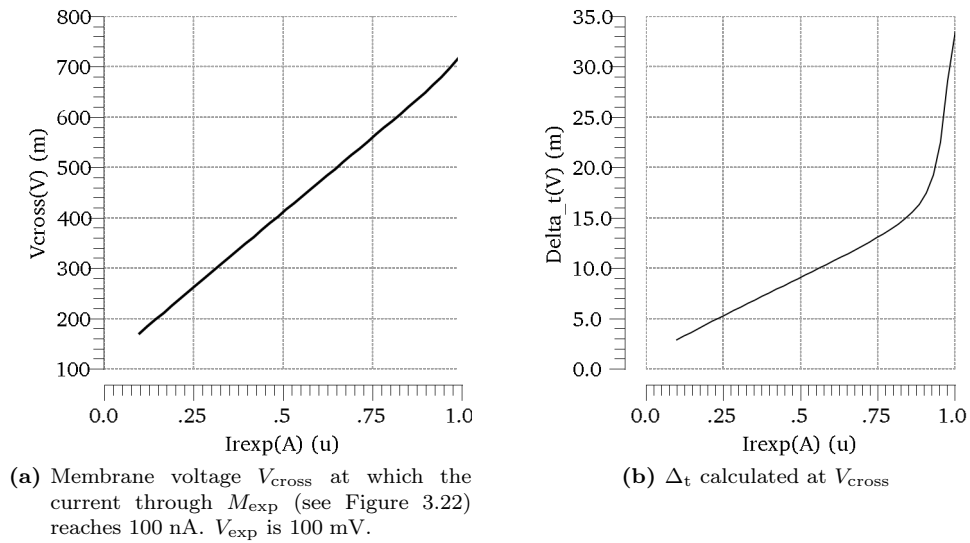 800
700
600
500
400
300
200
100
Vcross(V) (m)
0.0 .25 .5 .75 1.0
Irexp(A) (u)
35.0
30.0
25.0
20.0
15.0
10.0
5.0
0.0
Delta_t(V) (m)
0.0 .25 .5 .75 1.0
Irexp(A) (u)
(a) Membrane voltage Vcross at which the
current through Mexp (see Figure 3.22)
reaches 100 nA. Vexp is 100 mV.
(b) Δt calculated at Vcross